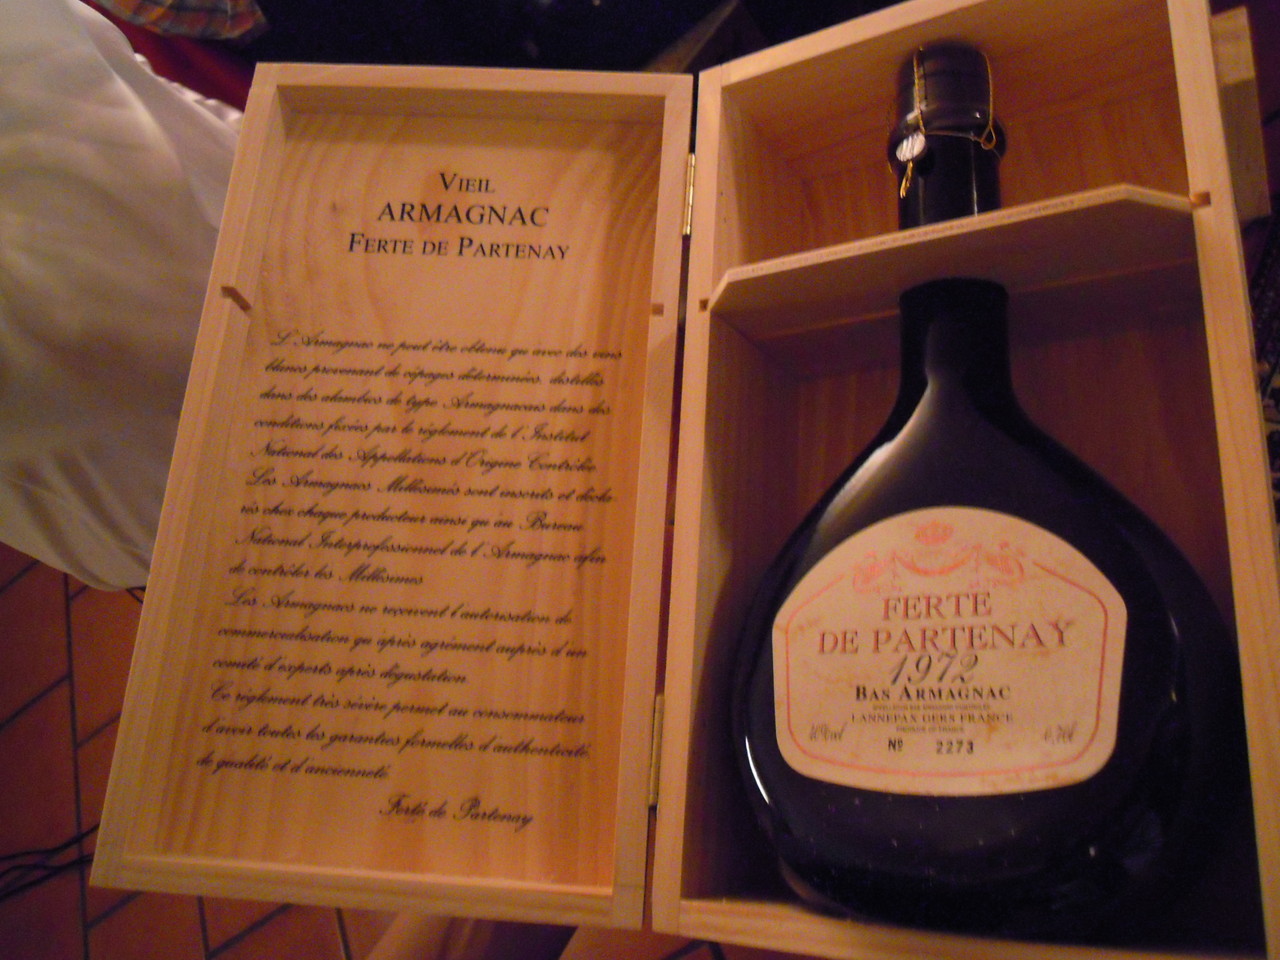 VIEIL
ARMAGNAC
FERTE DE PARTENAY
L'Armagnac ne peut être obtenu qu'avec des vins
blancs provenant de cépages déterminés, distillés
dans des alambics de type Armagnacais dans des
conditions fixées par le règlement de l'Institut
National des Appellations d'Origine Contrôlée.
Les Armagnacs Millésimés sont inscrits et décla-
rés chez chaque producteur ainsi qu'au Bureau
National Interprofessionnel de l'Armagnac afin
de contrôler les Millésimes
Les Armagnacs ne reçoivent l'autorisation de
commercialisation qu'après agrément auprès d'un
comité d'experts après dégustation.
Ce règlement très sévère permet au consommateur
d'avoir toutes les garanties formelles d'authenticité,
de qualité et d'ancienneté.
Ferté de Partenay
FERTE
DE PARTENAY
1972
BAS ARMAGNAC
LANNEPAX GERS FRANCE
Nº 2273